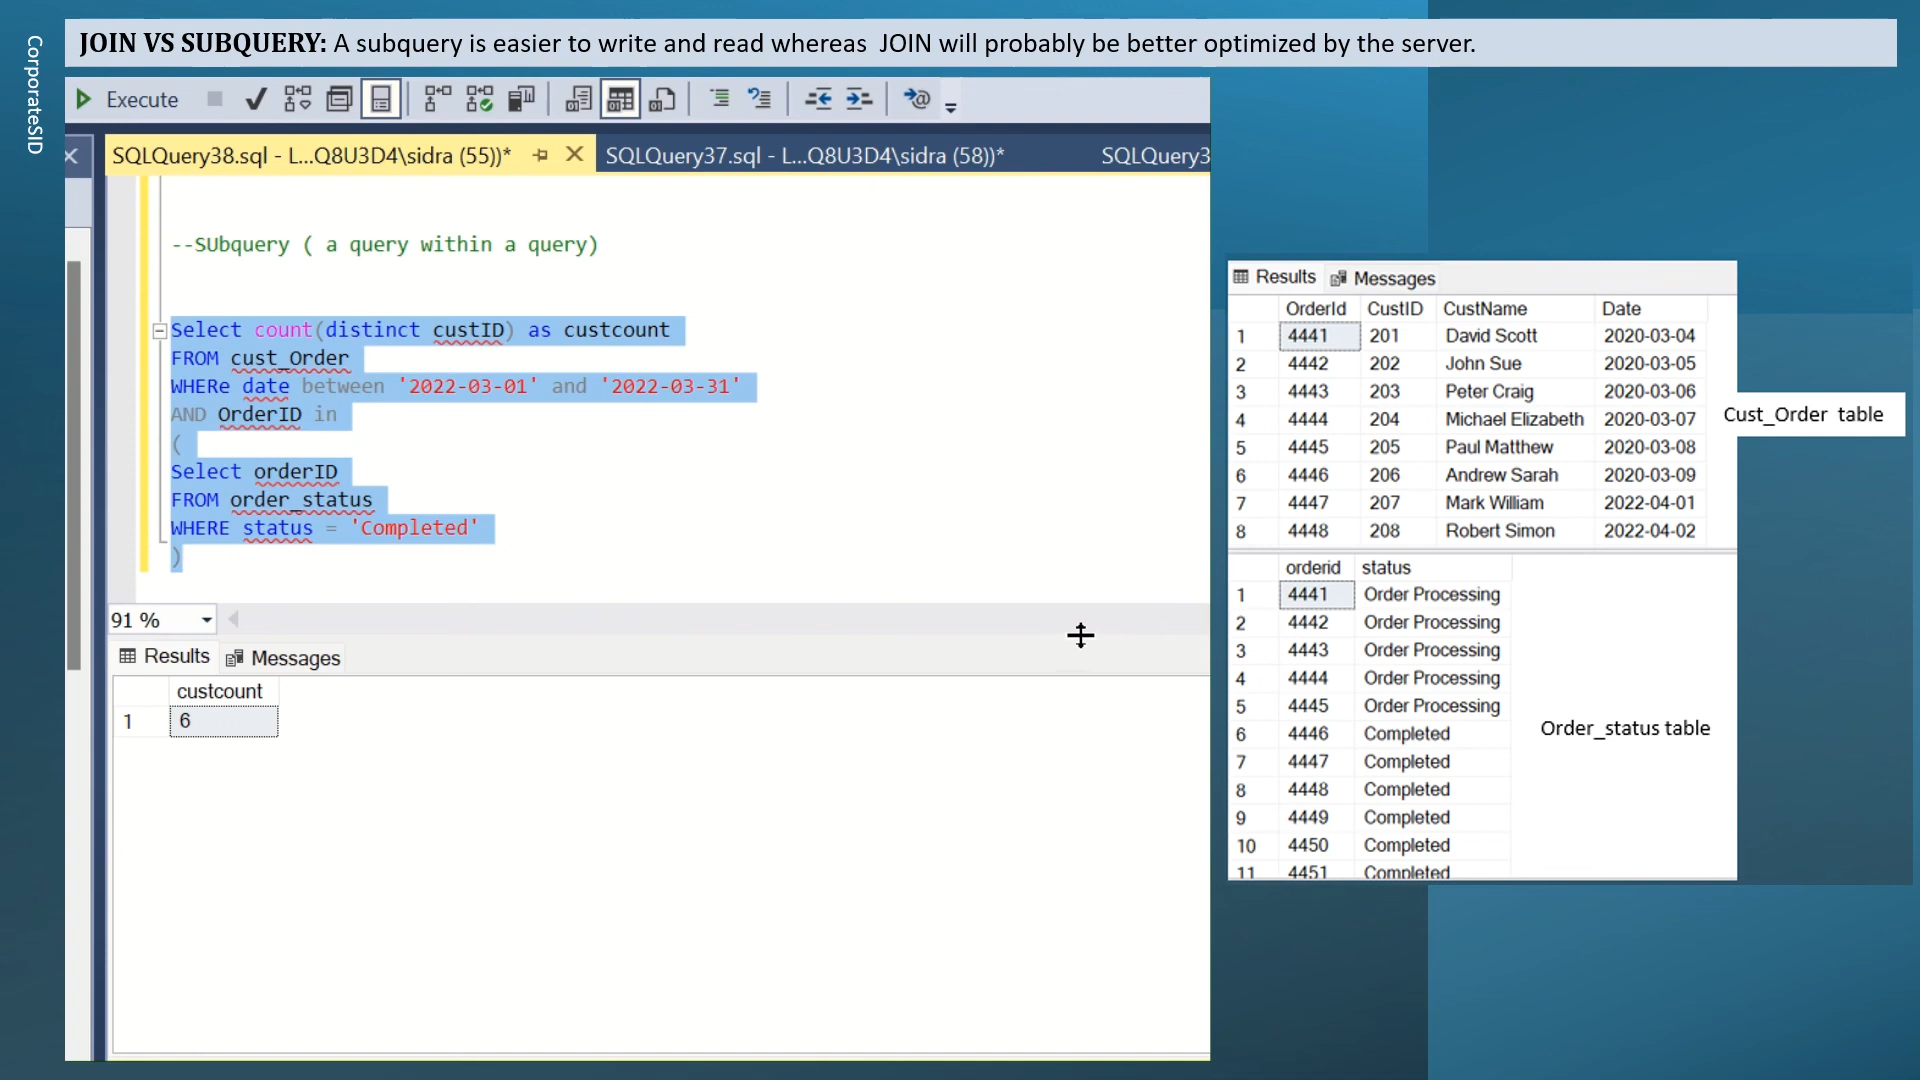 CorporateSID
JOIN VS SUBQUERY: A subquery is easier to write and read whereas JOIN will probably be better optimized by the server.
Execute
SQLQuery38.sql - L...Q8U3D4\sidra (55))*
SQLQuery37.sql - L...Q8U3D4\sidra (58))*
SQLQuery3
--SUbquery ( a query within a query)
Select count(distinct custID) as custcount
FROM cust_Order
WHERe date between '2022-03-01' and '2022-03-31'
AND OrderID in
(
Select orderID
FROM order_status
WHERE status = 'Completed'
)
91 %
Results Messages
custcount
1 6
Results Messages
OrderId CustID CustName Date
1 4441 201 David Scott 2020-03-04
2 4442 202 John Sue 2020-03-05
3 4443 203 Peter Craig 2020-03-06
4 4444 204 Michael Elizabeth 2020-03-07
5 4445 205 Paul Matthew 2020-03-08
6 4446 206 Andrew Sarah 2020-03-09
7 4447 207 Mark William 2022-04-01
8 4448 208 Robert Simon 2022-04-02
Cust_Order table
orderid status
1 4441 Order Processing
2 4442 Order Processing
3 4443 Order Processing
4 4444 Order Processing
5 4445 Order Processing
6 4446 Completed
7 4447 Completed
8 4448 Completed
9 4449 Completed
10 4450 Completed
11 4451 Completed
Order_status table